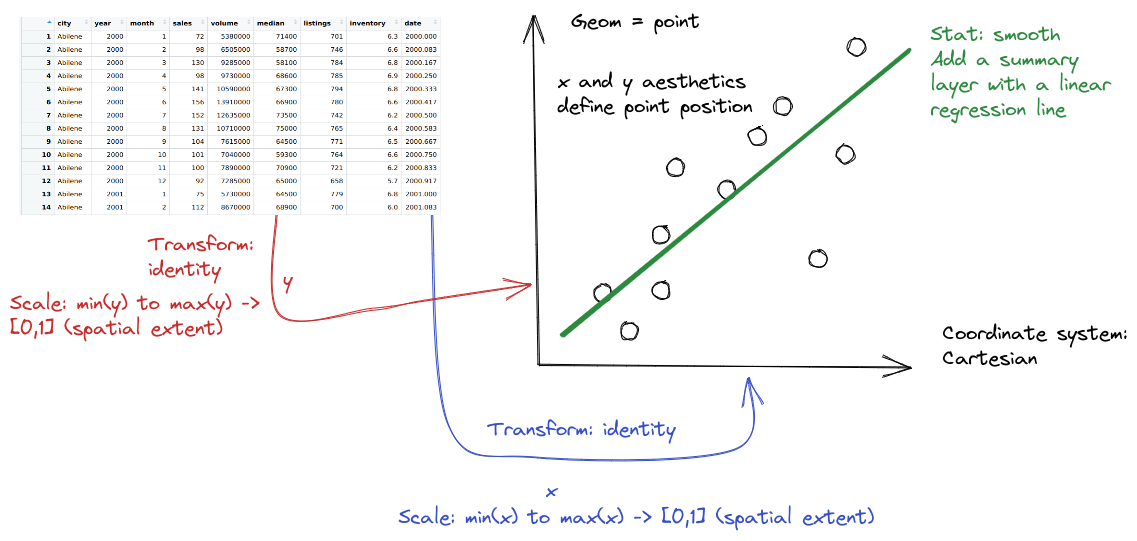 city year month sales volume median listings inventory date
1 Abilene 2000 1 72 5380000 71400 701 6.3 2000.000
2 Abilene 2000 2 98 6505000 58700 746 6.6 2000.083
3 Abilene 2000 3 130 9285000 58100 784 6.8 2000.167
4 Abilene 2000 4 98 9730000 68600 785 6.9 2000.250
5 Abilene 2000 5 141 10590000 67300 794 6.8 2000.333
6 Abilene 2000 6 156 13910000 66900 780 6.6 2000.417
7 Abilene 2000 7 152 12635000 73500 742 6.2 2000.500
8 Abilene 2000 8 131 10710000 75000 765 6.4 2000.583
9 Abilene 2000 9 104 7615000 64500 771 6.5 2000.667
10 Abilene 2000 10 101 7040000 59300 764 6.6 2000.750
11 Abilene 2000 11 100 7890000 70900 721 6.2 2000.833
12 Abilene 2000 12 92 7285000 65000 658 5.7 2000.917
13 Abilene 2001 1 75 5730000 64500 779 6.8 2001.000
14 Abilene 2001 2 112 8670000 68900 700 6.0 2001.083
Geom = point
x and y aesthetics
define point position
Stat: smooth
Add a summary
layer with a linear
regression line
Transform:
identity
y
Scale: min(y) to max(y) ->
[0,1] (spatial extent)
Coordinate system:
Cartesian
Transform: identity
x
Scale: min(x) to max(x) -> [0,1] (spatial extent)